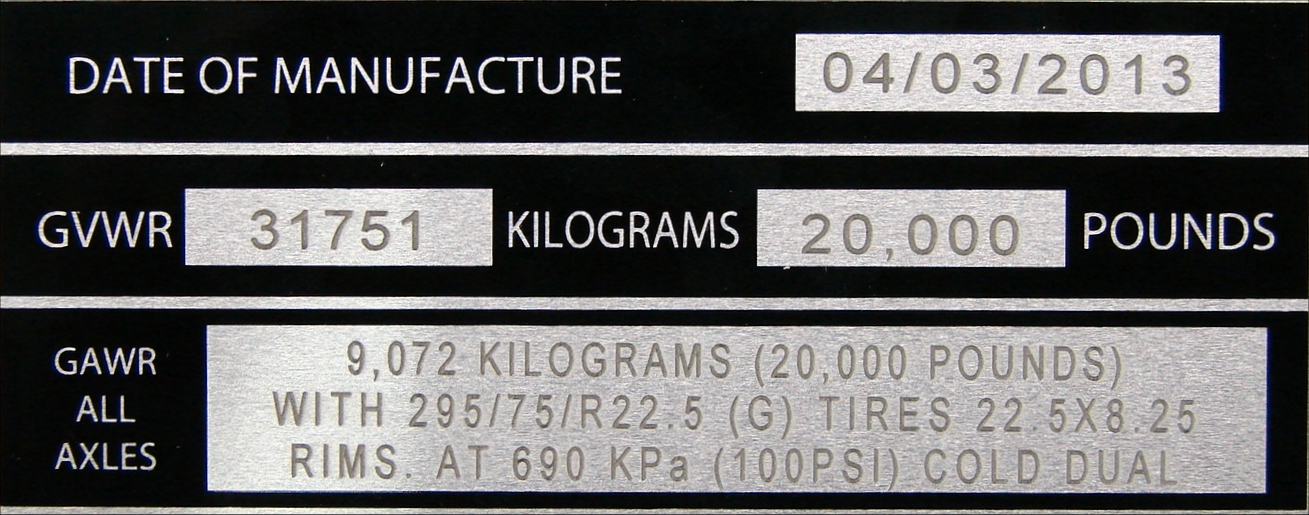 DATE OF MANUFACTURE 04/03/2013
GVWR 31751 KILOGRAMS 20,000 POUNDS
GAWR ALL AXLES
9,072 KILOGRAMS (20,000 POUNDS)
WITH 295/75/R22.5 (G) TIRES 22.5X8.25
RIMS. AT 690 KPa (100PSI) COLD DUAL